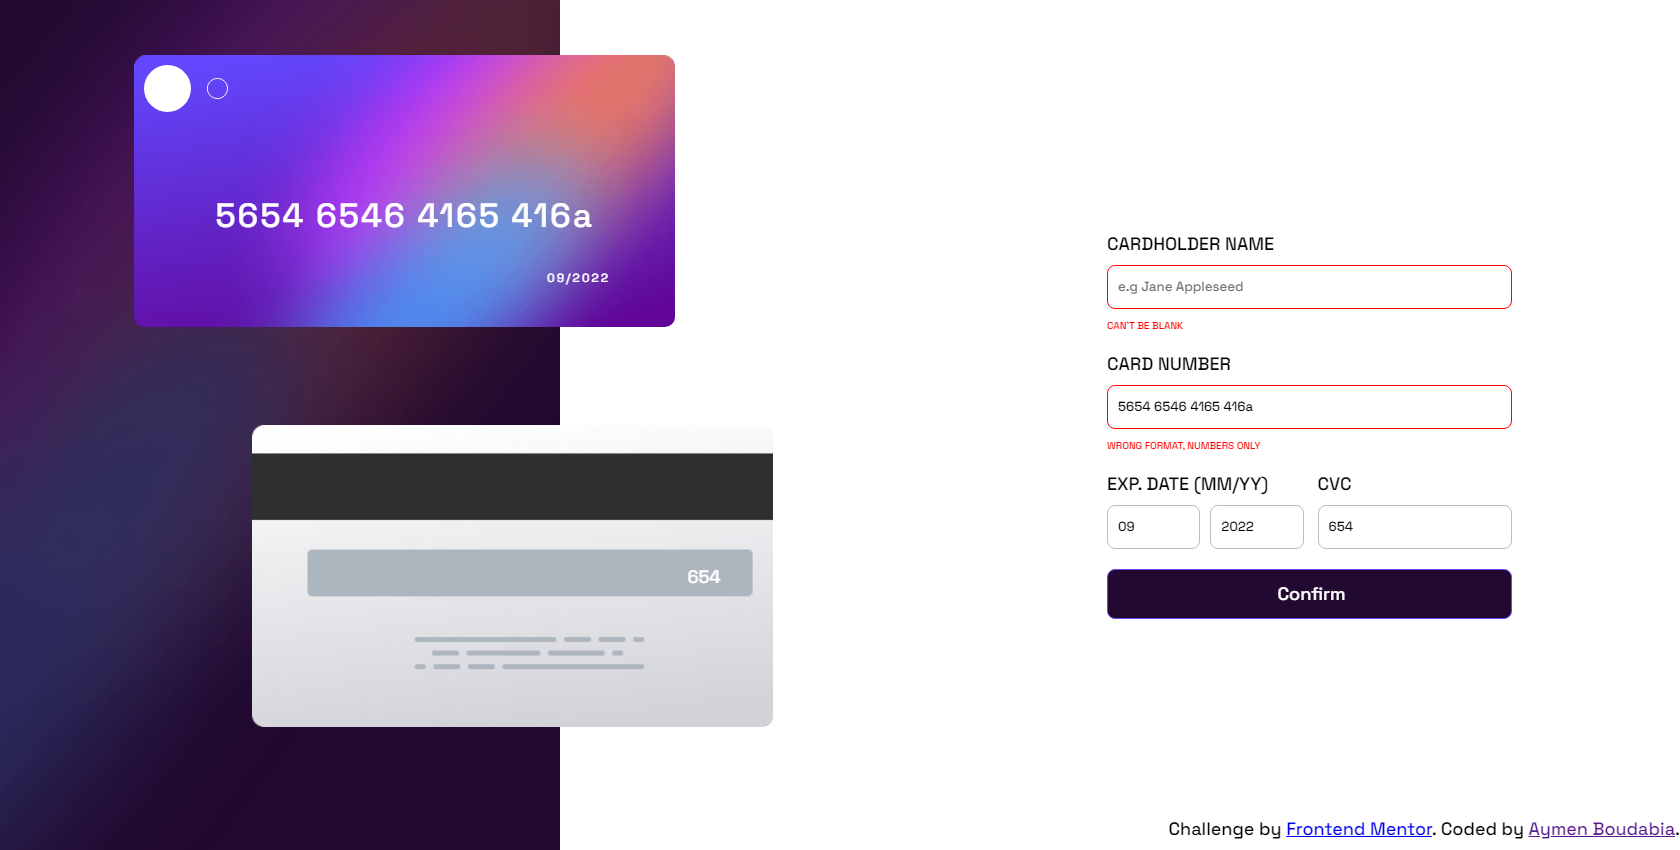 5654 6546 4165 416a
09/2022
654
CARDHOLDER NAME
e.g Jane Appleseed
CAN'T BE BLANK
CARD NUMBER
5654 6546 4165 416a
WRONG FORMAT, NUMBERS ONLY
EXP. DATE (MM/YY) CVC
09 2022 654
Confirm
Challenge by Frontend Mentor. Coded by Aymen Boudabia.